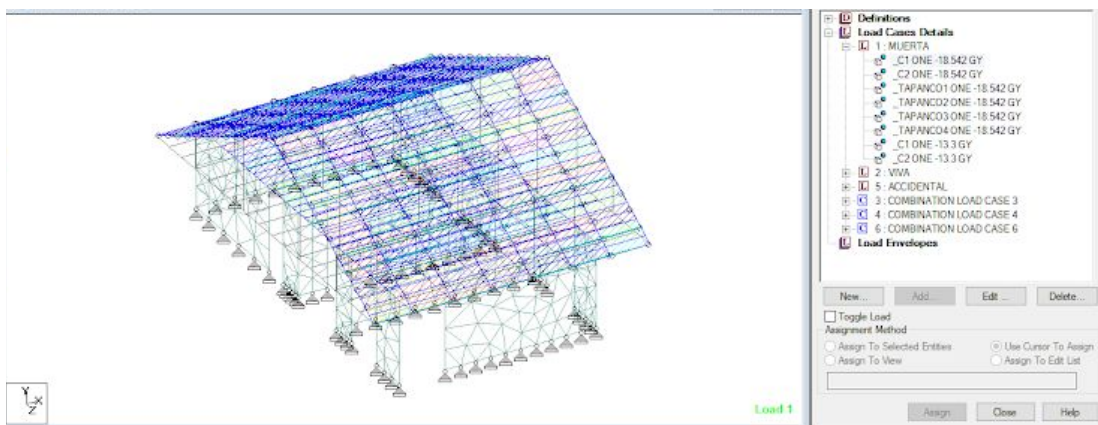 Definitions
Load Cases Details
1 : MUERTA
_C1 ONE -18.542 GY
_C2 ONE -18.542 GY
_TAPANCO1 ONE -18.542 GY
_TAPANCO2 ONE -18.542 GY
_TAPANCO3 ONE -18.542 GY
_TAPANCO4 ONE -18.542 GY
_C1 ONE -13.3 GY
_C2 ONE -13.3 GY
2 : VIVA
5 : ACCIDENTAL
3 : COMBINATION LOAD CASE 3
4 : COMBINATION LOAD CASE 4
6 : COMBINATION LOAD CASE 6
Load Envelopes
New... Add... Edit ... Delete...
Toggle Load
Assignment Method
Assign To Selected Entities Use Cursor To Assign
Assign To View Assign To Edit List
Assign Close Help
Y
X
Z
Load 1